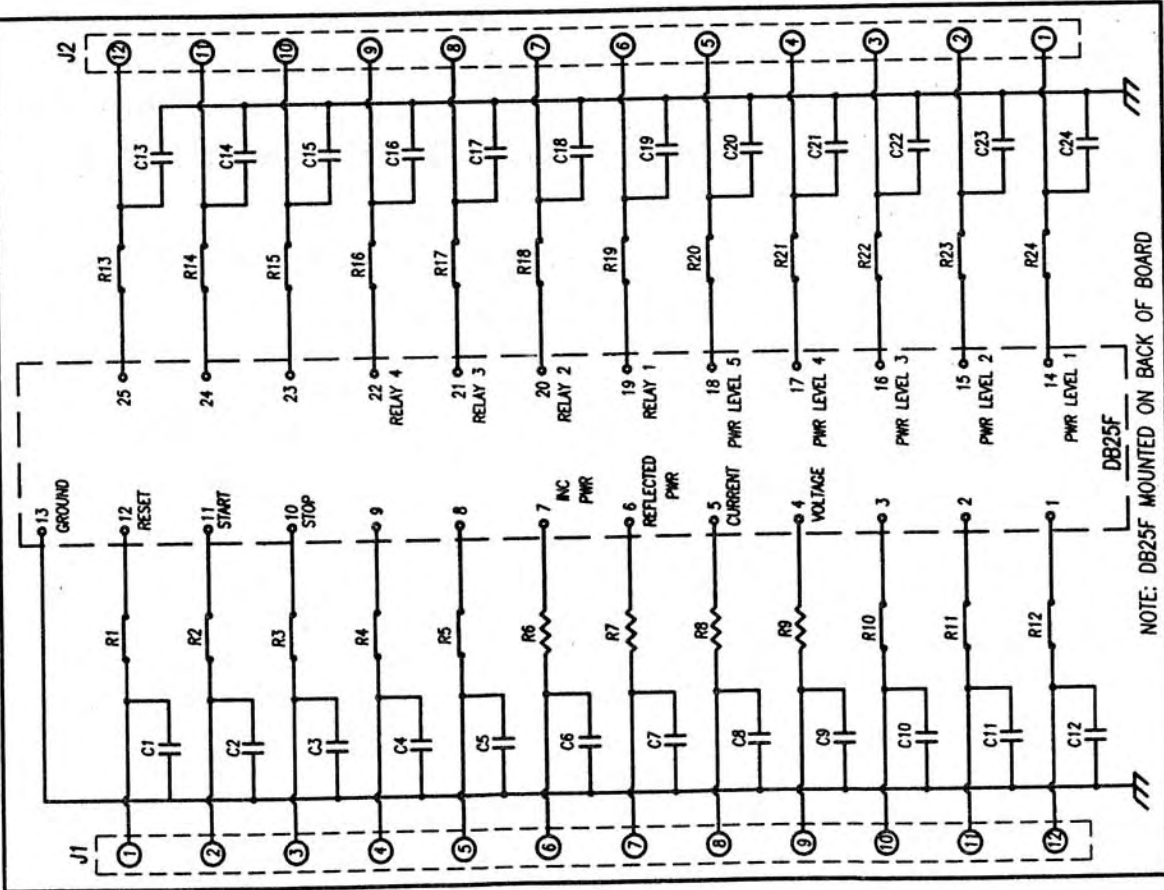 J2
12
11
10
9
8
7
6
5
4
3
2
1
C13
C14
C15
C16
C17
C18
C19
C20
C21
C22
C23
C24
R13
R14
R15
R16
R17
R18
R19
R20
R21
R22
R23
R24
25
24
23
22
RELAY 4
21
RELAY 3
20
RELAY 2
19
RELAY 1
18
PWR LEVEL 5
17
PWR LEVEL 4
16
PWR LEVEL 3
15
PWR LEVEL 2
14
PWR LEVEL 1
DB25F
13
GROUND
12
RESET
11
START
10
STOP
9
8
7 INC
PWR
6
REFLECTED
PWR
5
CURRENT
4
VOLTAGE
3
2
1
R1
R2
R3
R4
R5
R6
R7
R8
R9
R10
R11
R12
C1
C2
C3
C4
C5
C6
C7
C8
C9
C10
C11
C12
J1
1
2
3
4
5
6
7
8
9
10
11
12
NOTE: DB25F MOUNTED ON BACK OF BOARD